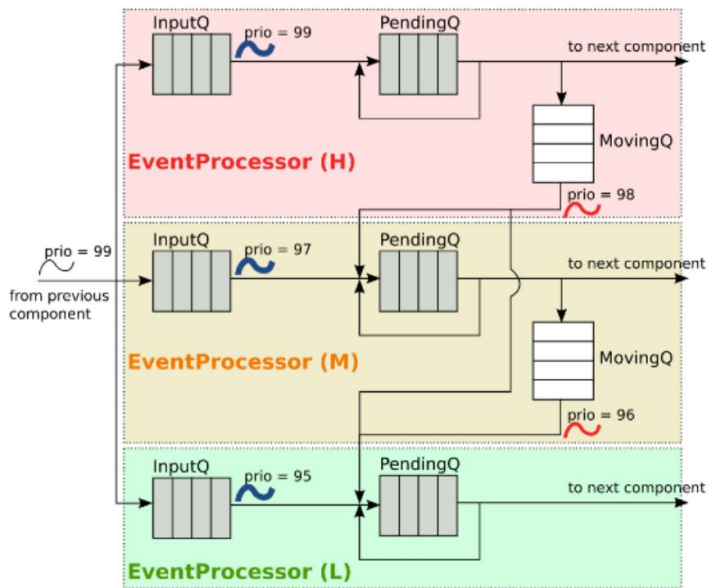 InputQ
prio = 99
PendingQ
to next component
MovingQ
EventProcessor (H)
prio = 98
prio = 99
from previous
component
InputQ
prio = 97
PendingQ
to next component
MovingQ
EventProcessor (M)
prio = 96
InputQ
prio = 95
PendingQ
to next component
EventProcessor (L)